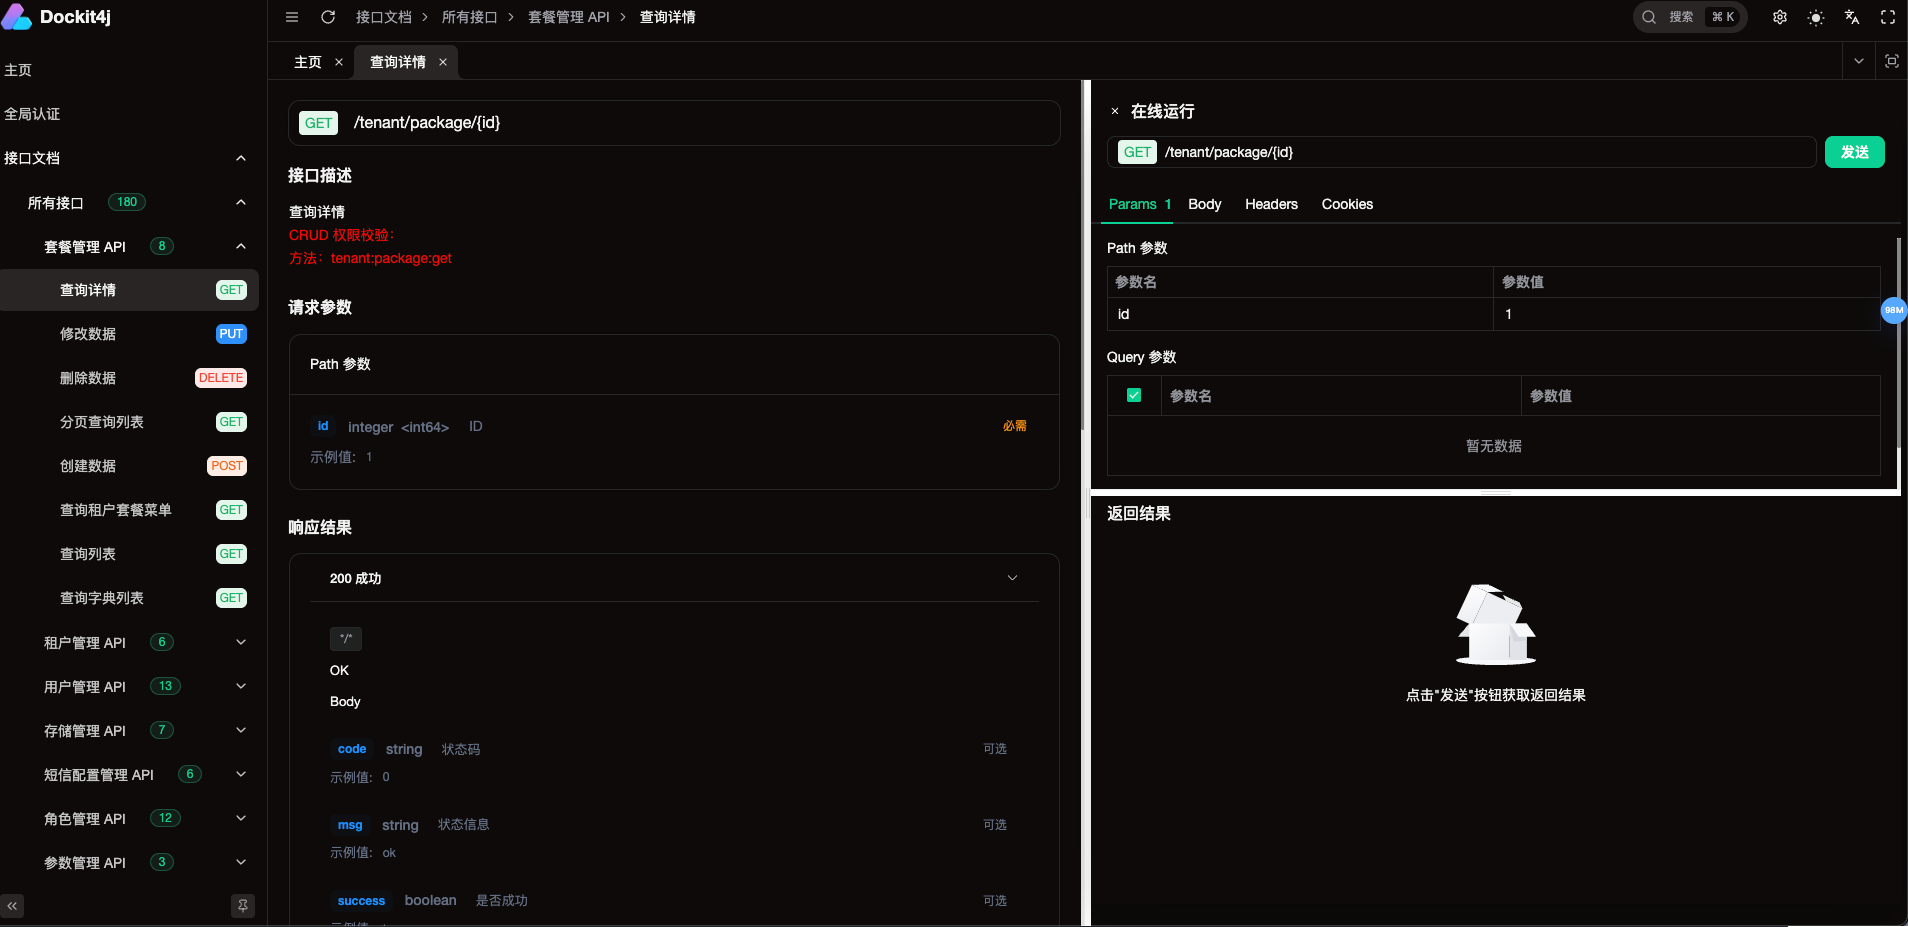 Dockit4j
主页
全局认证
接口文档
所有接口 180
套餐管理 API 8
查询详情 GET
修改数据 PUT
删除数据 DELETE
分页查询列表 GET
创建数据 POST
查询租户套餐菜单 GET
查询列表 GET
查询字典列表 GET
租户管理 API 6
用户管理 API 13
存储管理 API 7
短信配置管理 API 6
角色管理 API 12
参数管理 API 3
接口文档 所有接口 套餐管理 API 查询详情
搜索 ⌘ K
主页 × 查询详情 ×
GET /tenant/package/{id}
接口描述
查询详情
CRUD 权限校验：
方法：tenant:package:get
请求参数
Path 参数
id integer <int64> ID 必需
示例值： 1
响应结果
200 成功
*/*
OK
Body
code string 状态码 可选
示例值： 0
msg string 状态信息 可选
示例值： ok
success boolean 是否成功 可选
× 在线运行
GET /tenant/package/{id} 发送
Params 1 Body Headers Cookies
Path 参数
参数名 参数值
id 1
98M
Query 参数
参数名 参数值
暂无数据
返回结果
点击"发送"按钮获取返回结果